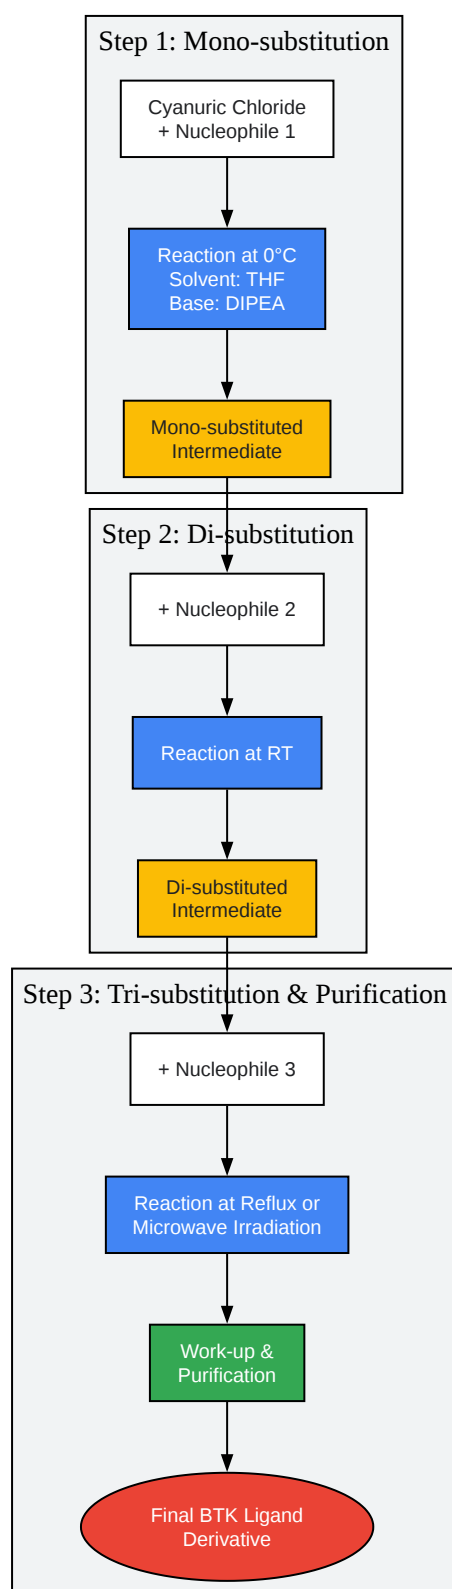 Step 1: Mono-substitution
Cyanuric Chloride
+ Nucleophile 1
Reaction at 0°C
Solvent: THF
Base: DIPEA
Mono-substituted
Intermediate
Step 2: Di-substitution
+ Nucleophile 2
Reaction at RT
Di-substituted
Intermediate
Step 3: Tri-substitution & Purification
+ Nucleophile 3
Reaction at Reflux or
Microwave Irradiation
Work-up &
Purification
Final BTK Ligand
Derivative